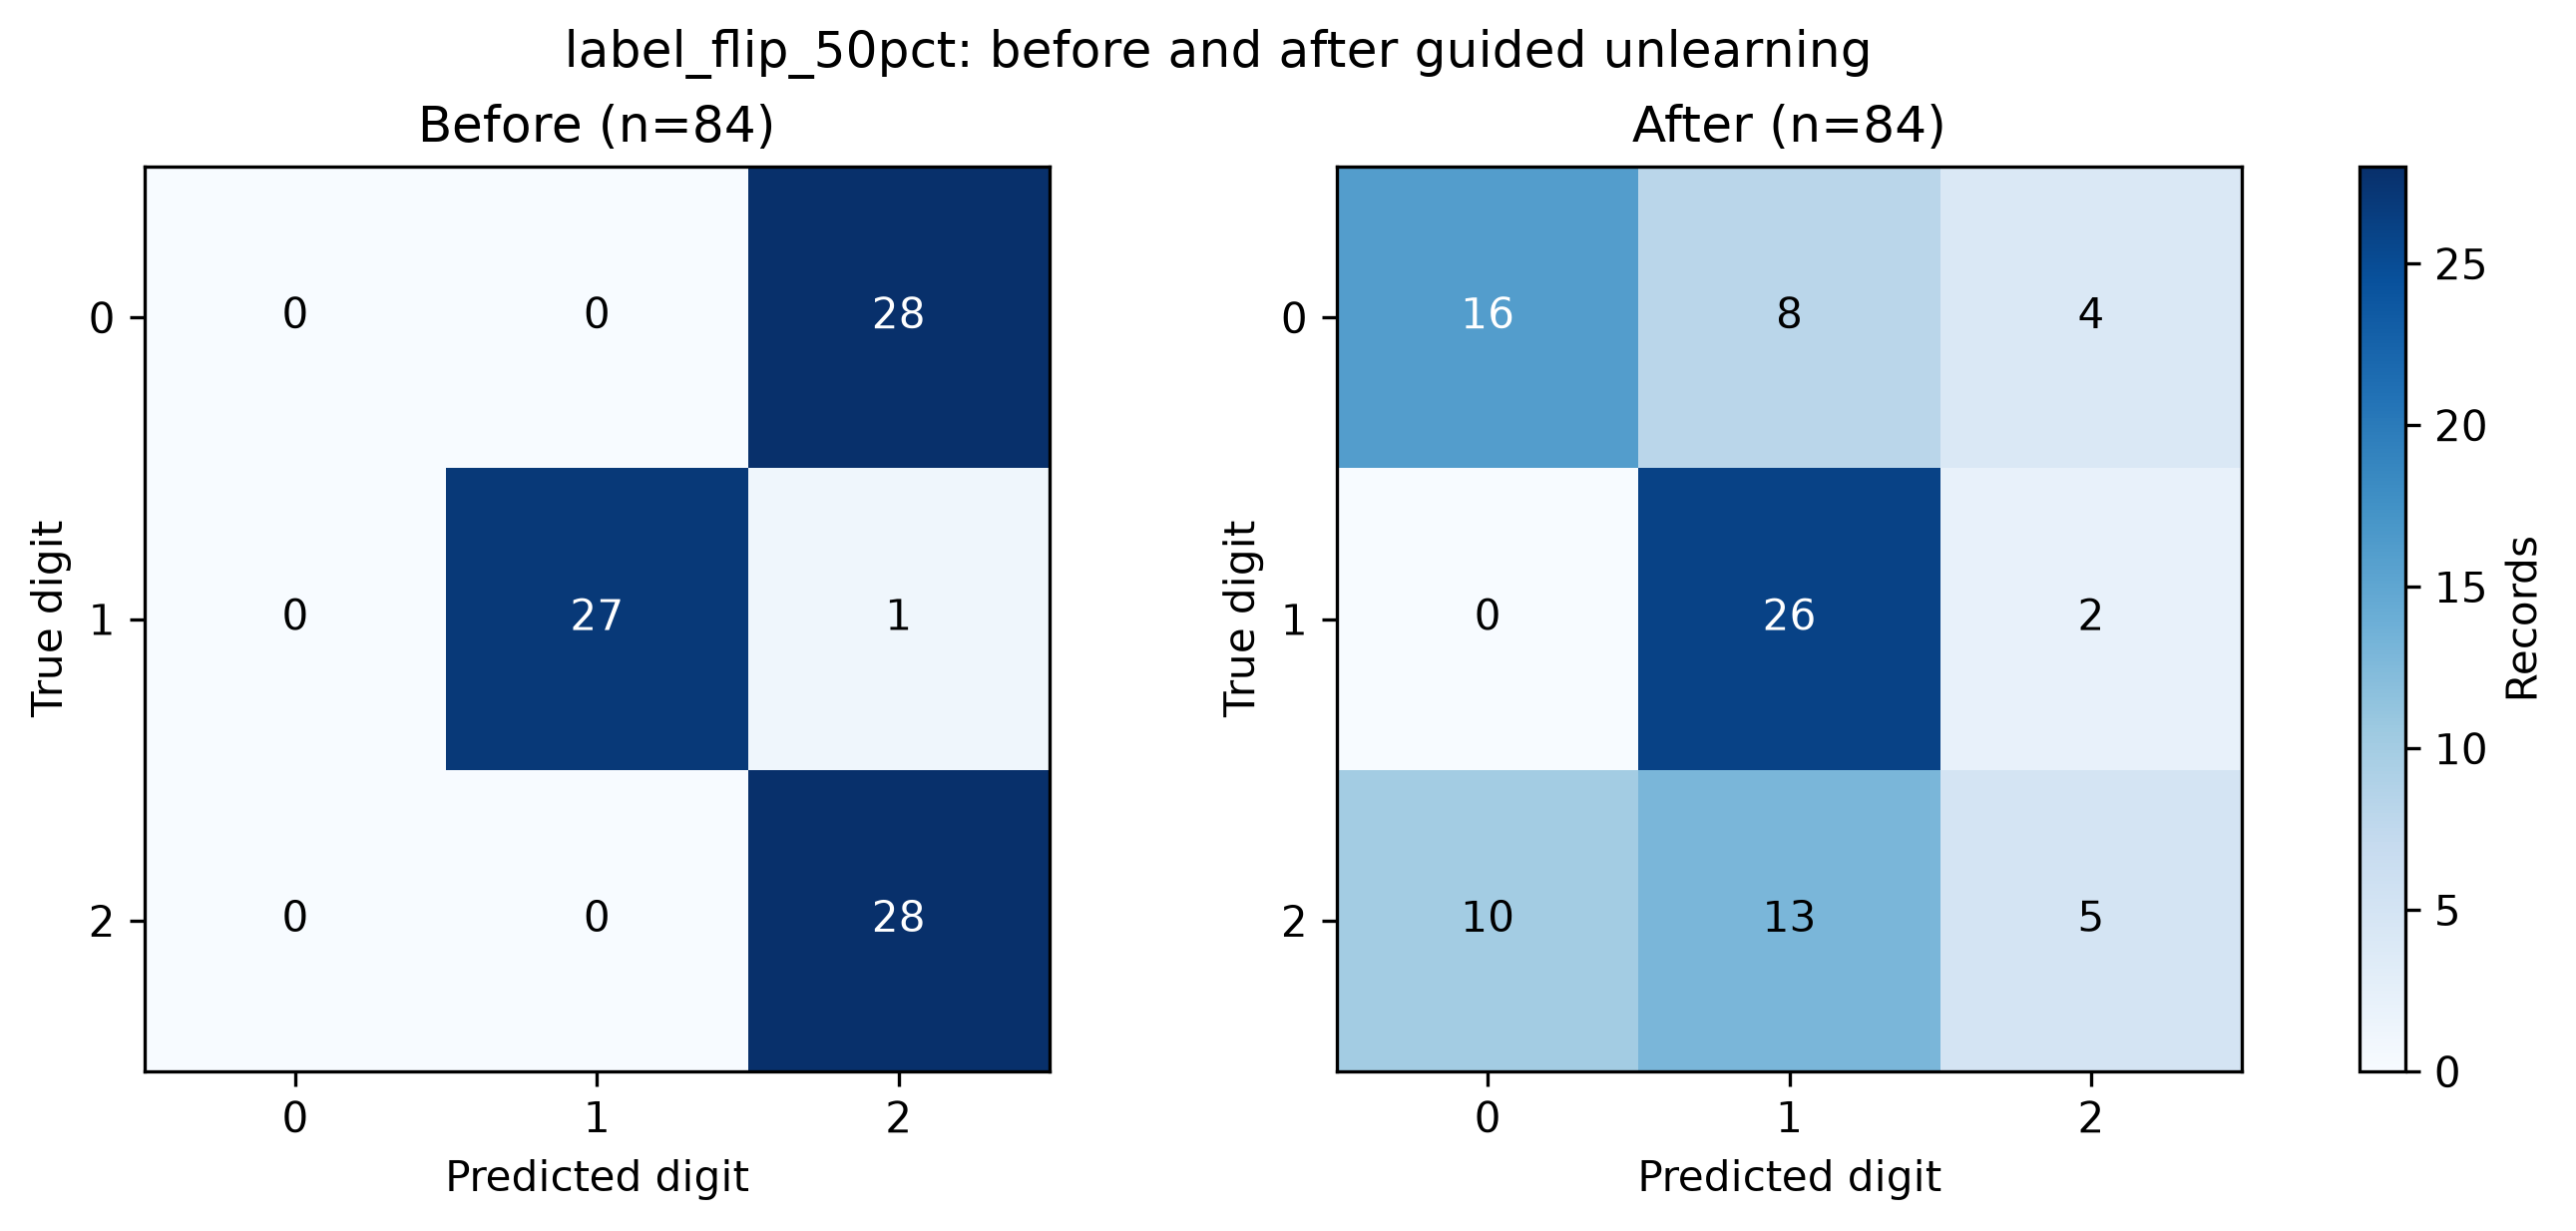 label_flip_50pct: before and after guided unlearning
Before (n=84)
0 0 28
0 27 1
0 0 28
0
1
2
True digit
0 1 2
Predicted digit
After (n=84)
16 8 4
0 26 2
10 13 5
0
1
2
True digit
0 1 2
Predicted digit
25
20
15
10
5
0
Records